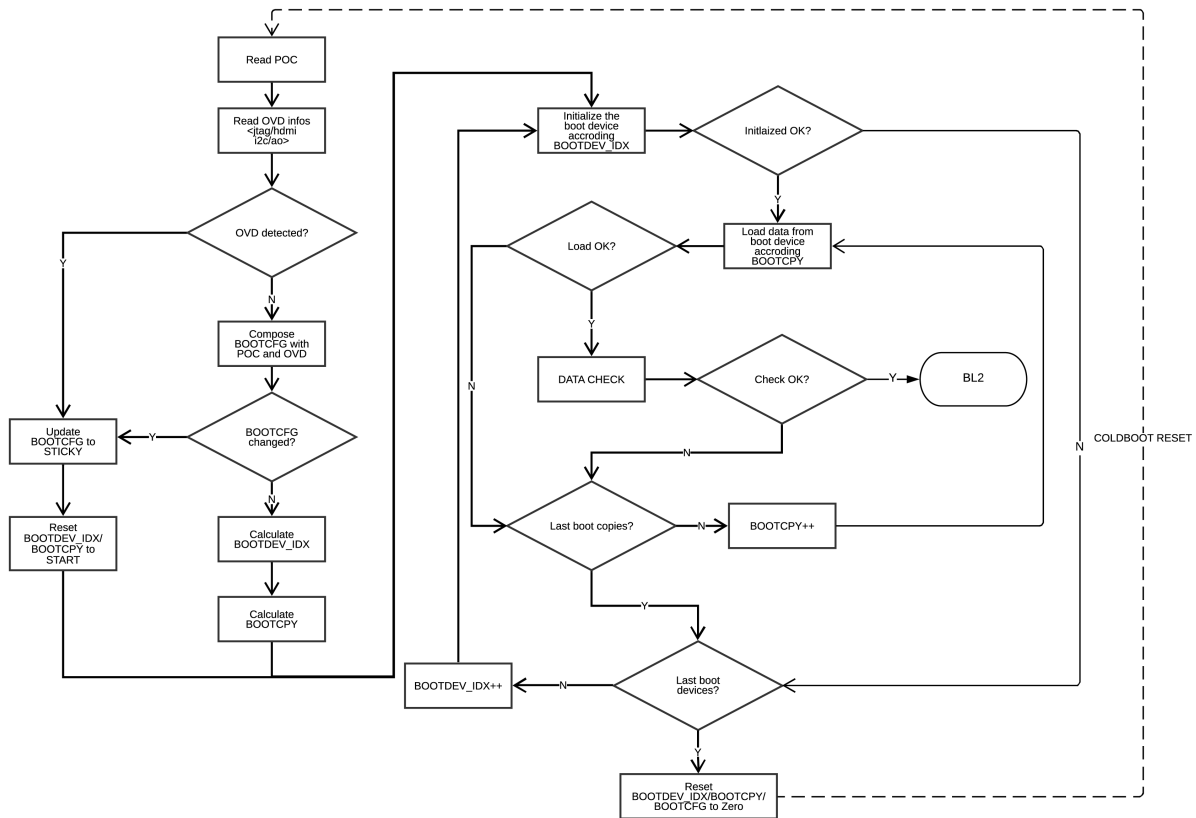 Read POC
Read OVD infos
<jtag/hdmi
i2c/ao>
OVD detected?
Y
N
Compose
BOOTCFG with
POC and OVD
BOOTCFG
changed?
Y
N
Update
BOOTCFG to
STICKY
Reset
BOOTDEV_IDX/
BOOTCPY to
START
Calculate
BOOTDEV_IDX
Calculate
BOOTCPY
Initialize the
boot device
accroding
BOOTDEV_IDX
Initlaized OK?
Y
N
Load data from
boot device
accroding
BOOTCPY
Load OK?
Y
N
DATA CHECK
Check OK?
Y
BL2
N
Last boot copies?
N
BOOTCPY++
Y
Last boot
devices?
N
BOOTDEV_IDX++
Y
Reset
BOOTDEV_IDX/BOOTCPY/
BOOTCFG to Zero
COLDBOOT RESET